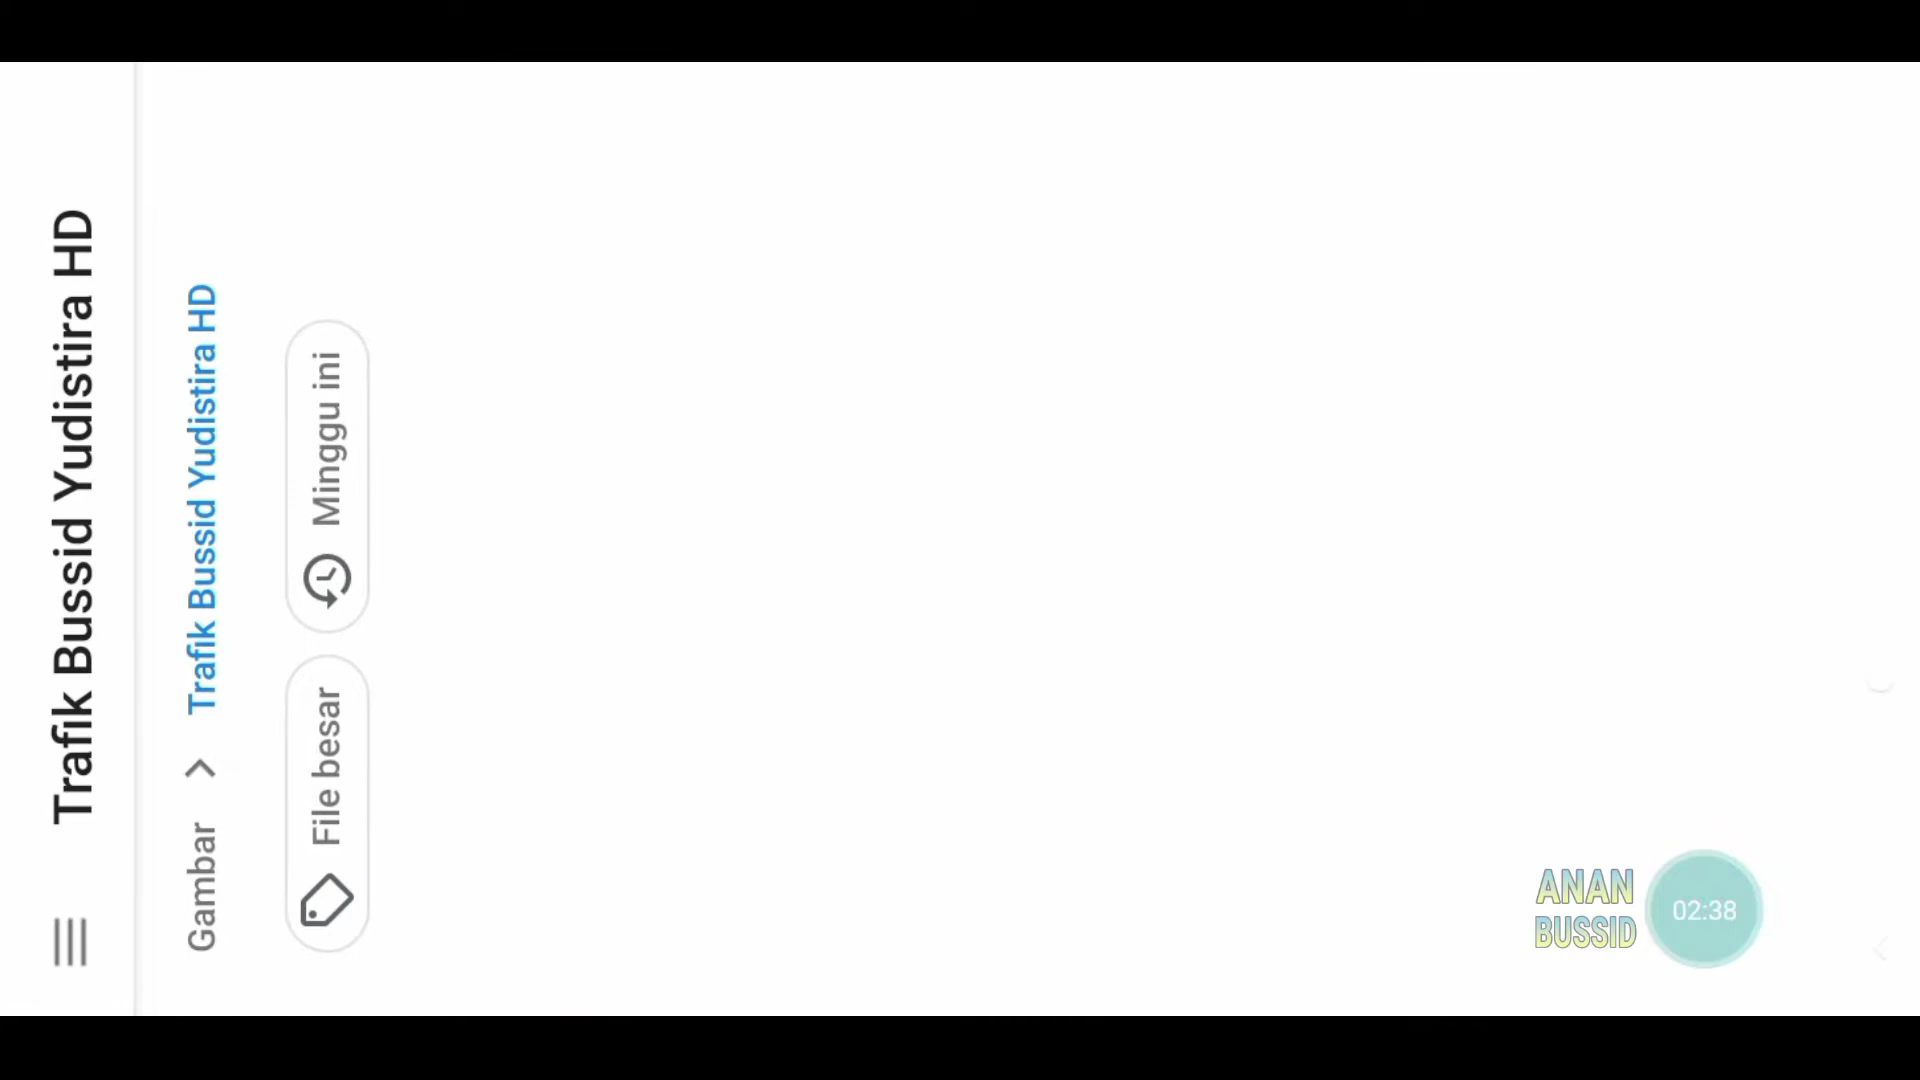 Trafik Bussid Yudistira HD
Gambar > Trafik Bussid Yudistira HD
File besar
Minggu ini
ANAN
BUSSID
02:38